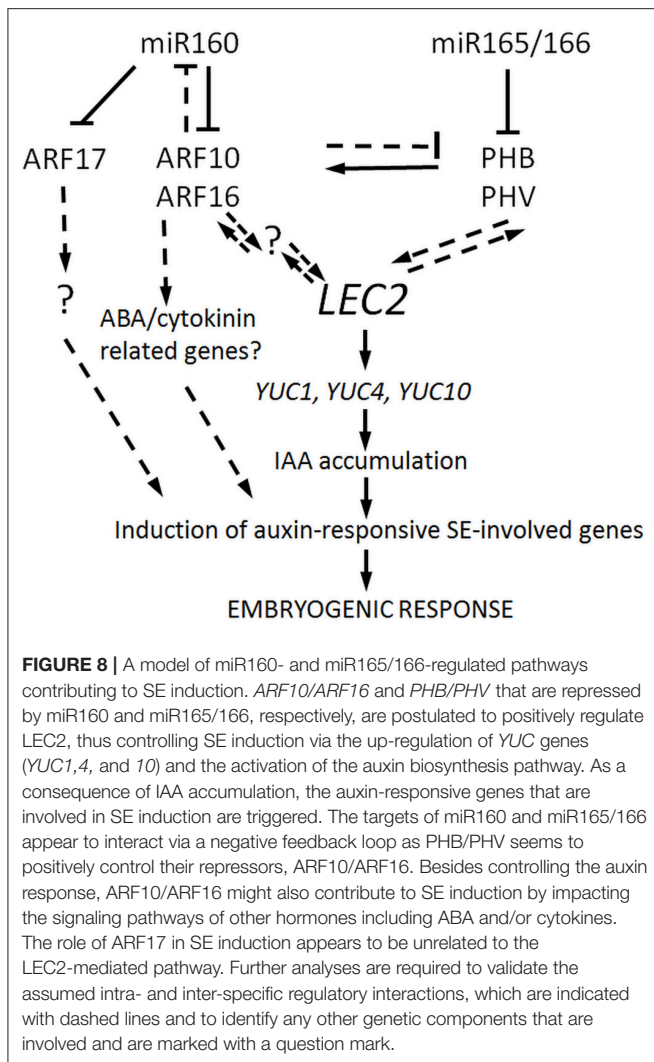 miR160 miR165/166
ARF17 ARF10 PHB
ARF16 PHV
?
? LEC2
ABA/cytokinin
related genes?
YUC1, YUC4, YUC10
IAA accumulation
Induction of auxin-responsive SE-involved genes
EMBRYOGENIC RESPONSE
FIGURE 8 | A model of miR160- and miR165/166-regulated pathways
contributing to SE induction. ARF10/ARF16 and PHB/PHV that are repressed
by miR160 and miR165/166, respectively, are postulated to positively regulate
LEC2, thus controlling SE induction via the up-regulation of YUC genes
(YUC1,4, and 10) and the activation of the auxin biosynthesis pathway. As a
consequence of IAA accumulation, the auxin-responsive genes that are
involved in SE induction are triggered. The targets of miR160 and miR165/166
appear to interact via a negative feedback loop as PHB/PHV seems to
positively control their repressors, ARF10/ARF16. Besides controlling the auxin
response, ARF10/ARF16 might also contribute to SE induction by impacting
the signaling pathways of other hormones including ABA and/or cytokines.
The role of ARF17 in SE induction appears to be unrelated to the
LEC2-mediated pathway. Further analyses are required to validate the
assumed intra- and inter-specific regulatory interactions, which are indicated
with dashed lines and to identify any other genetic components that are
involved and are marked with a question mark.